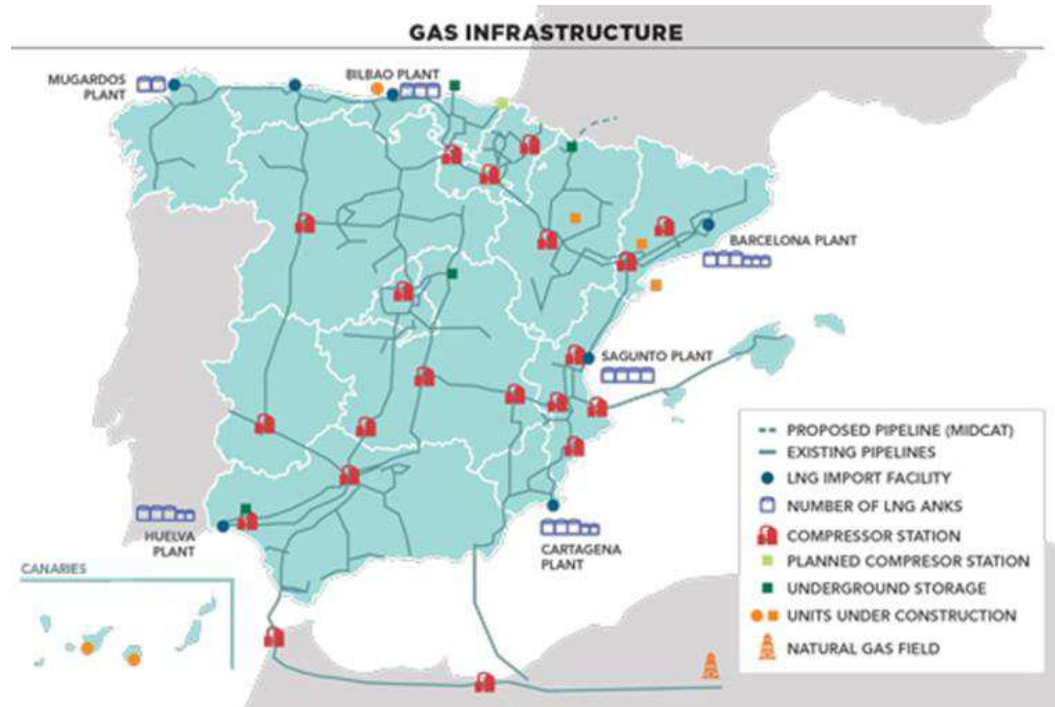 GAS INFRASTRUCTURE
MUGARDOS
PLANT
BILBAO PLANT
BARCELONA PLANT
SAGUNTO PLANT
HUELVA
PLANT
CARTAGENA
PLANT
CANARIES
PROPOSED PIPELINE (MIDCAT)
EXISTING PIPELINES
LNG IMPORT FACILITY
NUMBER OF LNG ANKS
COMPRESSOR STATION
PLANNED COMPRESOR STATION
UNDERGROUND STORAGE
UNITS UNDER CONSTRUCTION
NATURAL GAS FIELD